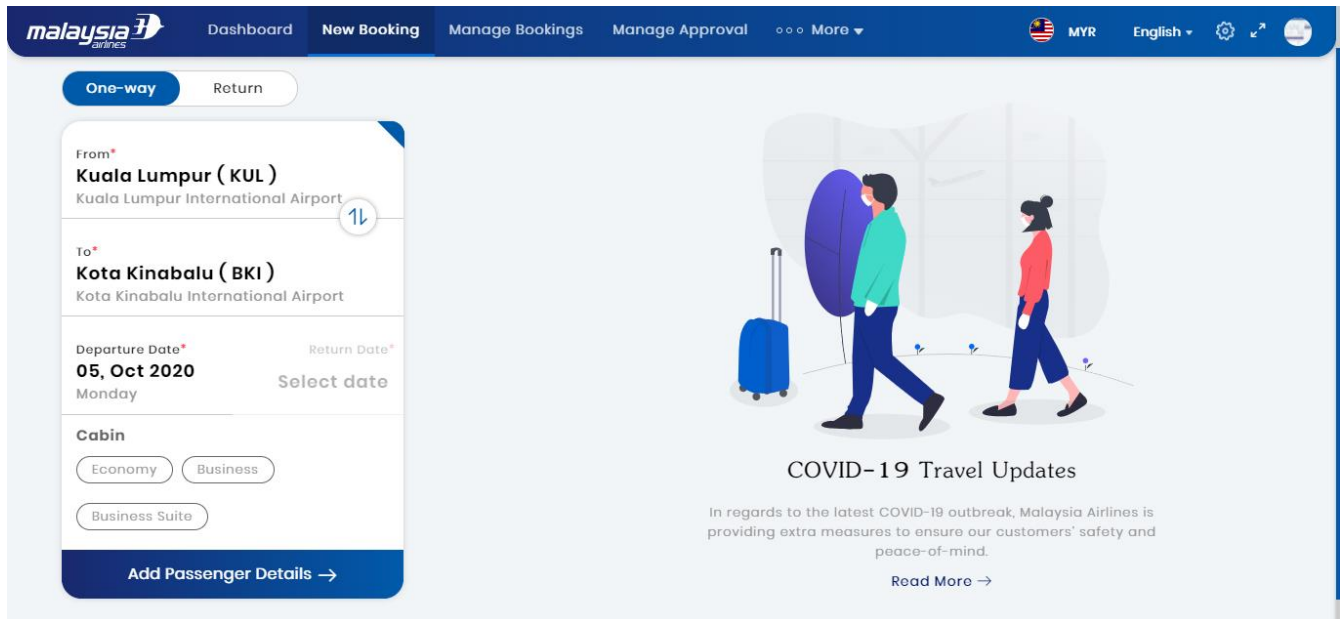 malaysia
airlines
Dashboard New Booking Manage Bookings Manage Approval More MYR English
One-way Return
From*
Kuala Lumpur ( KUL )
Kuala Lumpur International Airport
To*
Kota Kinabalu ( BKI )
Kota Kinabalu International Airport
Departure Date* Return Date*
05, Oct 2020 Select date
Monday
Cabin
Economy Business
Business Suite
Add Passenger Details →
COVID-19 Travel Updates
In regards to the latest COVID-19 outbreak, Malaysia Airlines is
providing extra measures to ensure our customers' safety and
peace-of-mind.
Read More →